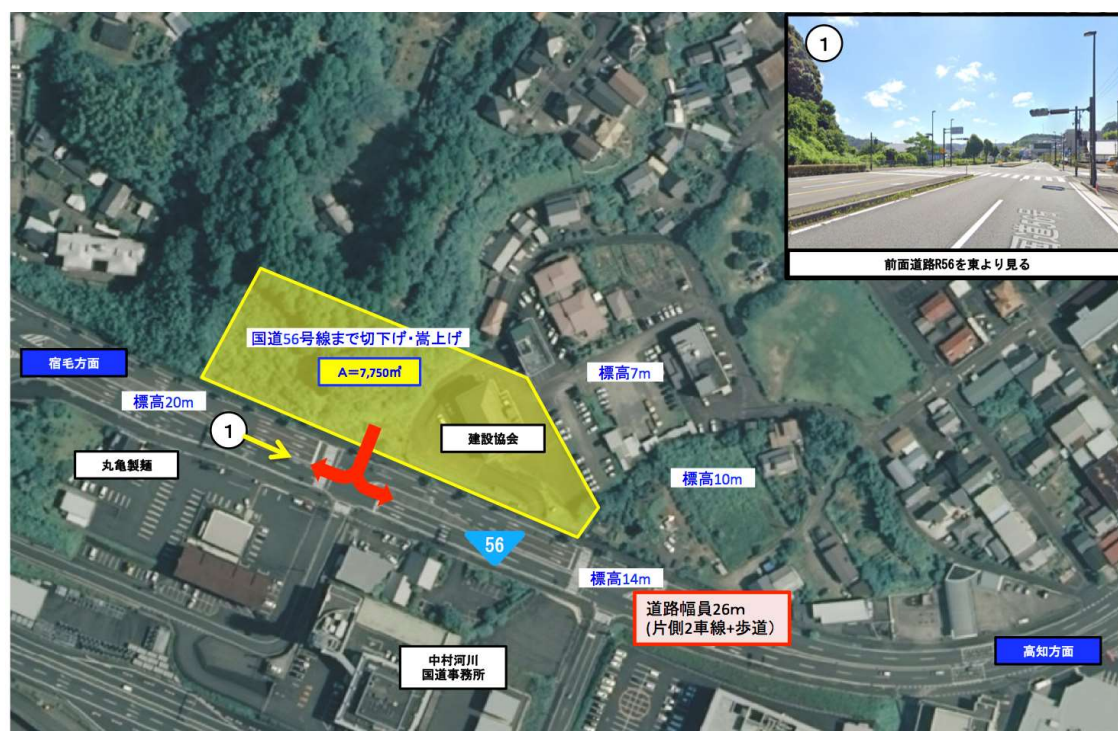 ①
前面道路R56を東より見る
国道56号線まで切下げ・嵩上げ
A=7,750㎡
宿毛方面
標高20m
標高7m
①
建設協会
丸亀製麺
標高10m
56
標高14m
道路幅員26m
(片側2車線+歩道)
中村河川
国道事務所
高知方面